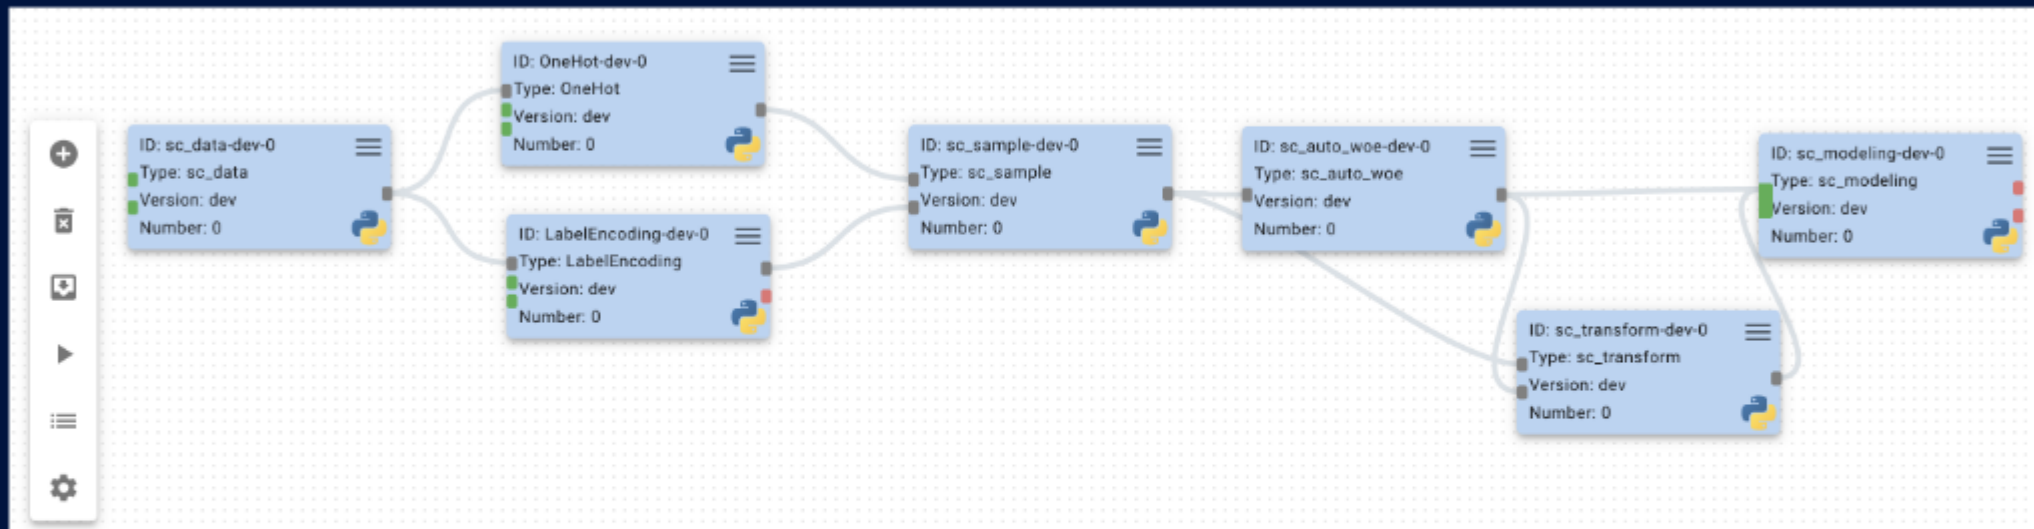 ID: sc_data-dev-0
Type: sc_data
Version: dev
Number: 0
ID: OneHot-dev-0
Type: OneHot
Version: dev
Number: 0
ID: LabelEncoding-dev-0
Type: LabelEncoding
Version: dev
Number: 0
ID: sc_sample-dev-0
Type: sc_sample
Version: dev
Number: 0
ID: sc_auto_woe-dev-0
Type: sc_auto_woe
Version: dev
Number: 0
ID: sc_modeling-dev-0
Type: sc_modeling
Version: dev
Number: 0
ID: sc_transform-dev-0
Type: sc_transform
Version: dev
Number: 0